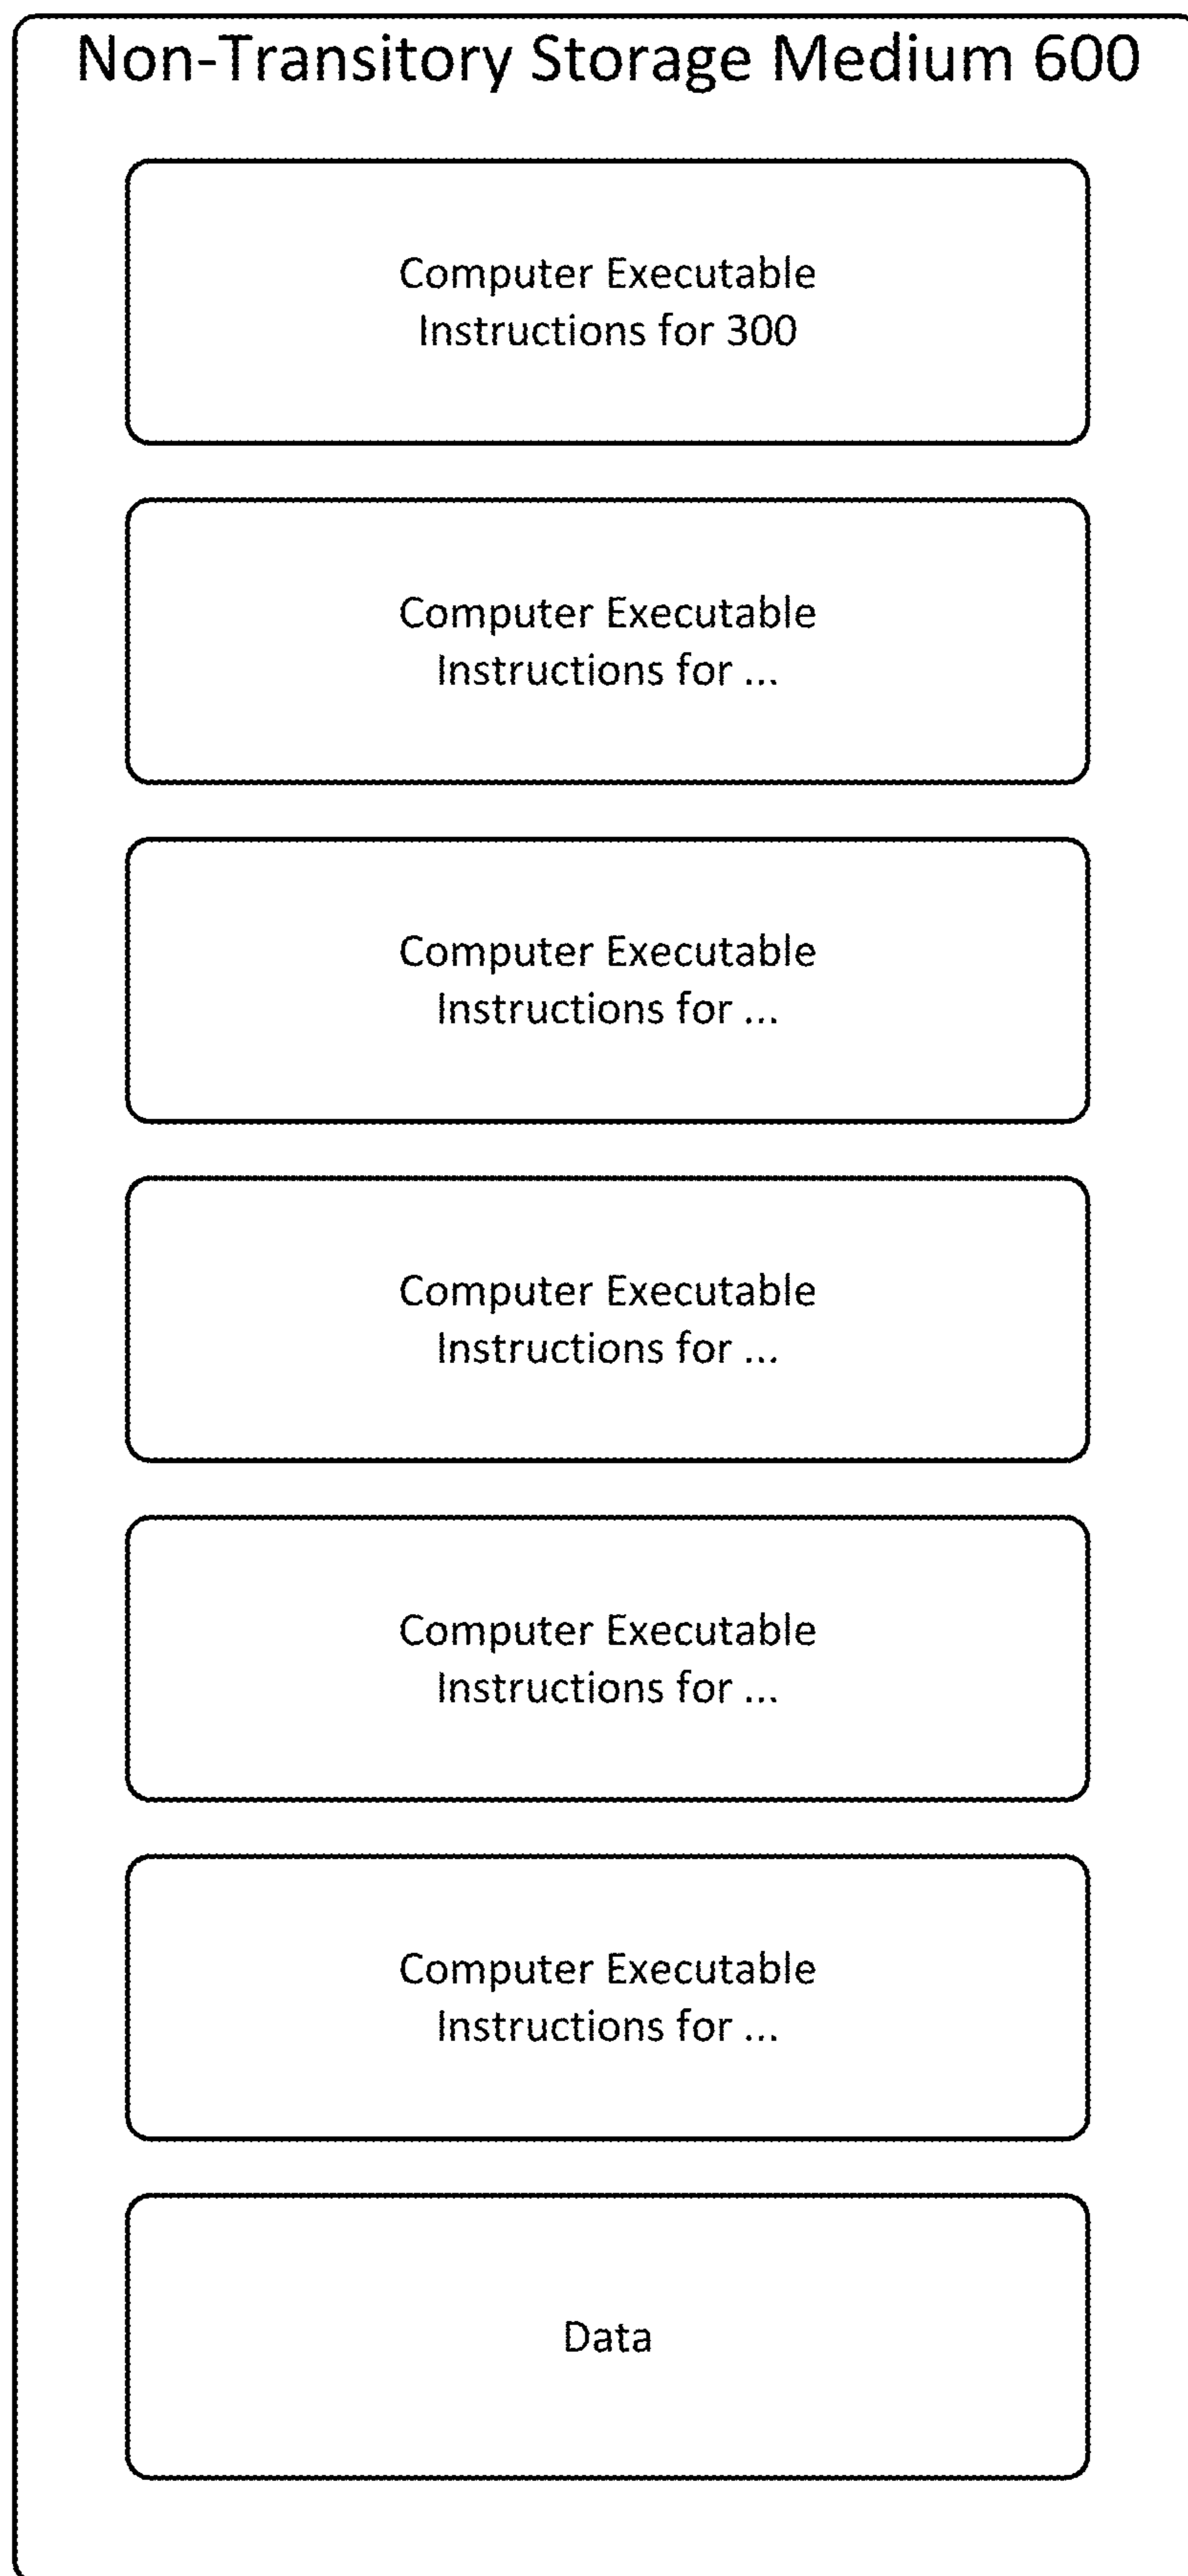 Non-Transitory Storage Medium 600
Computer Executable
Instructions for 300
Computer Executable
Instructions for ...
Computer Executable
Instructions for ...
Computer Executable
Instructions for ...
Computer Executable
Instructions for ...
Computer Executable
Instructions for ...
Data